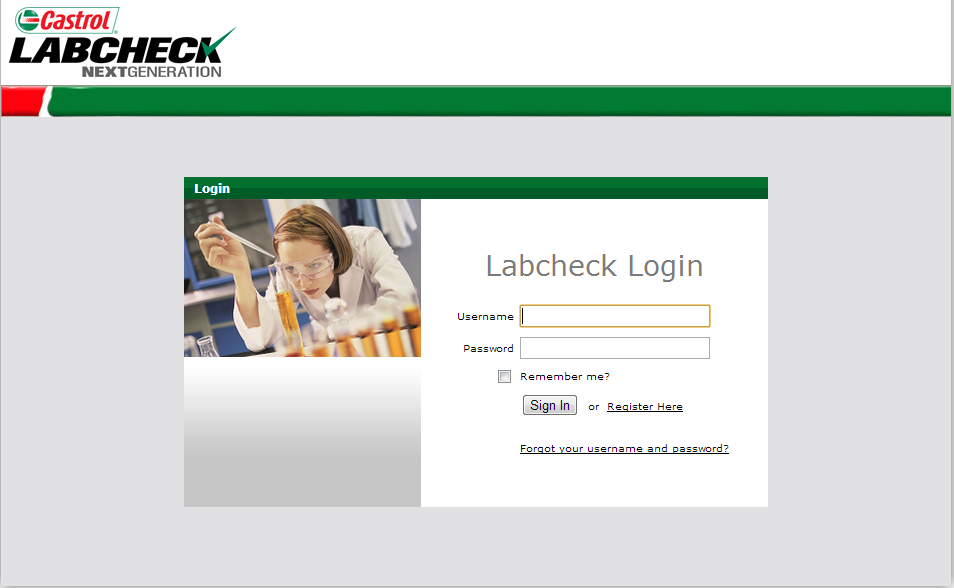 Castrol
LABCHECK
NEXTGENERATION
Login
Labcheck Login
Username
Password
Remember me?
Sign In or Register Here
Forgot your username and password?